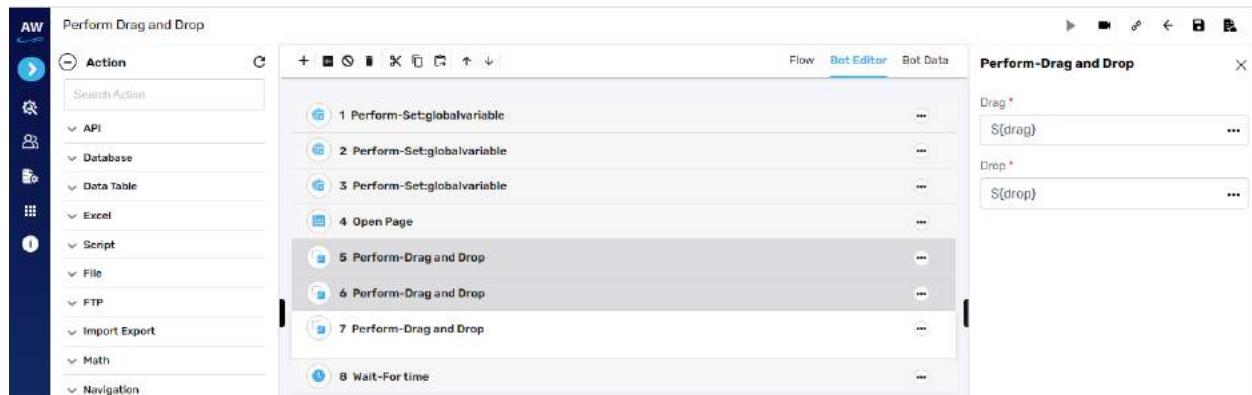 AW
Perform Drag and Drop
Action
Search Action
API
Database
Data Table
Excel
Script
File
FTP
Import Export
Math
Navigation
Flow Bot Editor Bot Data
1 Perform-Set:globalvariable
2 Perform-Set:globalvariable
3 Perform-Set:globalvariable
4 Open Page
5 Perform-Drag and Drop
6 Perform-Drag and Drop
7 Perform-Drag and Drop
8 Wait-For time
Perform-Drag and Drop
Drag *
${drag}
Drop *
${drop}